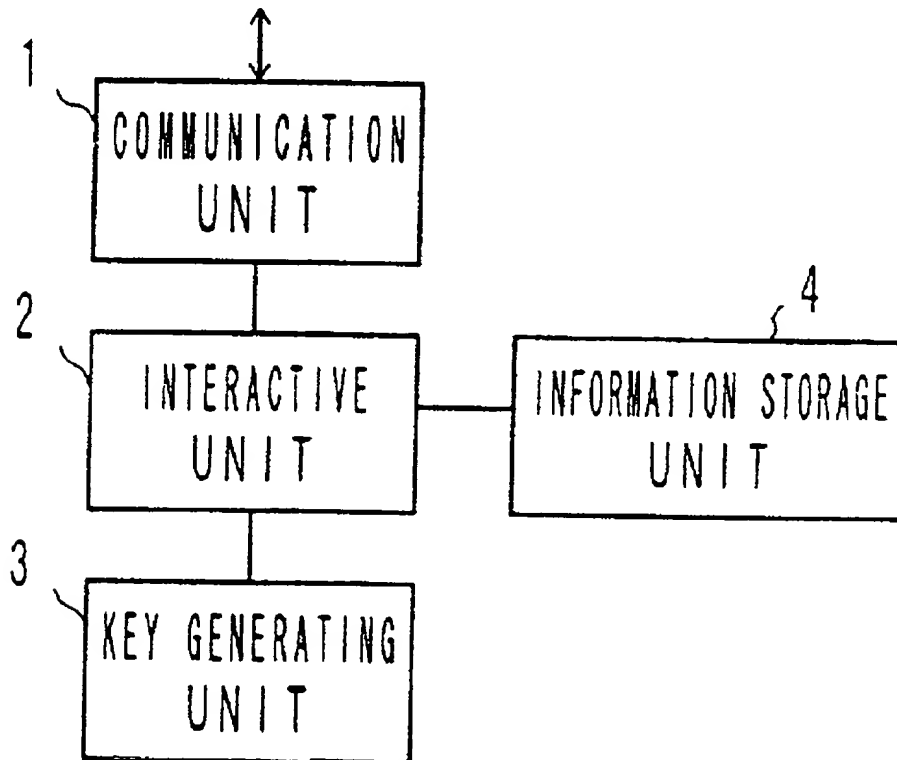 1
COMMUNICATION
UNIT
2
INTERACTIVE
UNIT
4
INFORMATION STORAGE
UNIT
3
KEY GENERATING
UNIT